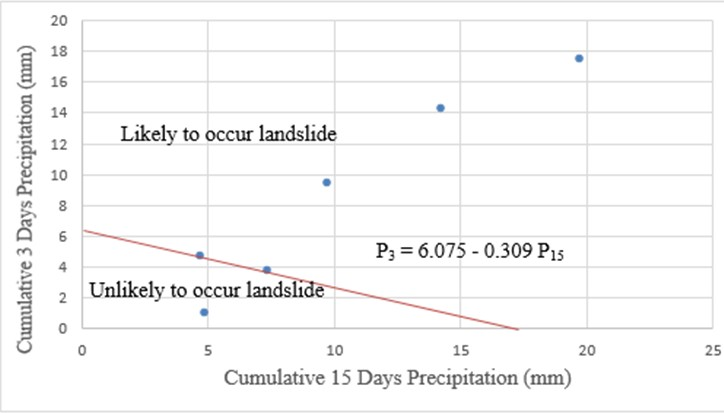 20
18
16
14
12
10
8
6
4
2
0
Cumulative 3 Days Precipitation (mm)
Likely to occur landslide
P₃ = 6.075 - 0.309 P₁₅
Unlikely to occur landslide
0 5 10 15 20 25
Cumulative 15 Days Precipitation (mm)